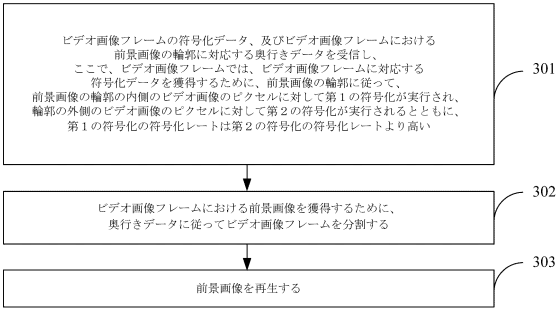 ビデオ画像フレームの符号化データ、及びビデオ画像フレームにおける
前景画像の輪郭に対応する奥行きデータを受信し、
ここで、ビデオ画像フレームでは、ビデオ画像フレームに対応する
符号化データを獲得するために、前景画像の輪郭に従って、
前景画像の輪郭の内側のビデオ画像のピクセルに対して第1の符号化が実行され、
輪郭の外側のビデオ画像のピクセルに対して第2の符号化が実行されるとともに、
第1の符号化の符号化レートは第2の符号化の符号化レートより高い
301
ビデオ画像フレームにおける前景画像を獲得するために、
奥行きデータに従ってビデオ画像フレームを分割する
302
前景画像を再生する
303